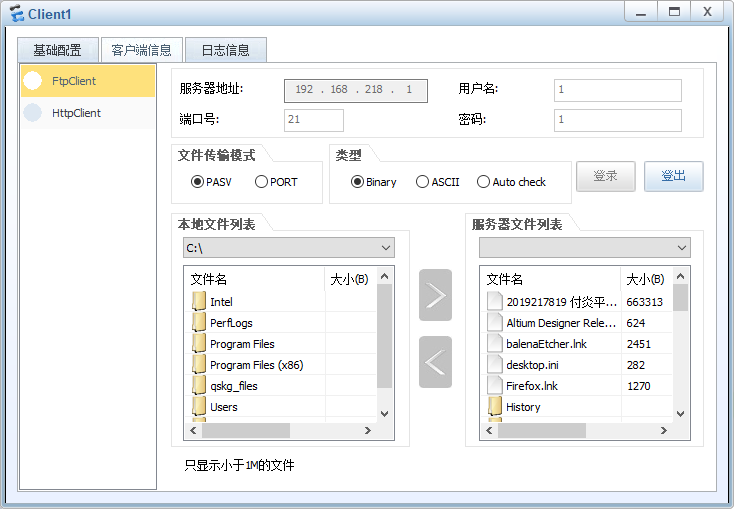 Client1
基础配置 客户端信息 日志信息
FtpClient
HttpClient
服务器地址: 192 . 168 . 218 . 1 用户名: 1
端口号: 21 密码: 1
文件传输模式 类型
PASV PORT Binary ASCII Auto check 登录 登出
本地文件列表 服务器文件列表
C:\
文件名 大小(B) 文件名 大小(B)
Intel 2019217819 付炎平... 663313
PerfLogs Altium Designer Rele... 624
Program Files balenaEtcher.lnk 2451
Program Files (x86) desktop.ini 282
qskg_files Firefox.lnk 1270
Users History
只显示小于1M的文件